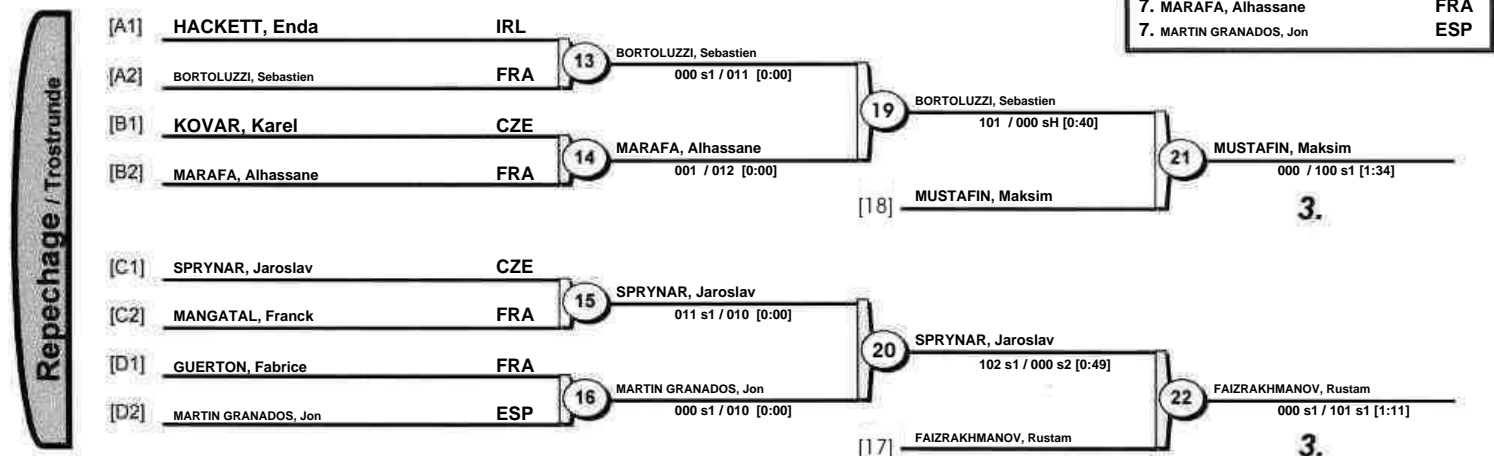 7. MARAFA, Alhassane FRA
7. MARTIN GRANADOS, Jon ESP
Repechage / Trostrunde
[A1] HACKETT, Enda IRL
[A2] BORTOLUZZI, Sebastien FRA
13 BORTOLUZZI, Sebastien
000 s1 / 011 [0:00]
[B1] KOVAR, Karel CZE
[B2] MARAFA, Alhassane FRA
14 MARAFA, Alhassane
001 / 012 [0:00]
19 BORTOLUZZI, Sebastien
101 / 000 sH [0:40]
[18] MUSTAFIN, Maksim
21 MUSTAFIN, Maksim
000 / 100 s1 [1:34]
3.
[C1] SPRYNAR, Jaroslav CZE
[C2] MANGATAL, Franck FRA
15 SPRYNAR, Jaroslav
011 s1 / 010 [0:00]
[D1] GUERTON, Fabrice FRA
[D2] MARTIN GRANADOS, Jon ESP
16 MARTIN GRANADOS, Jon
000 s1 / 010 [0:00]
20 SPRYNAR, Jaroslav
102 s1 / 000 s2 [0:49]
[17] FAIZRAKHMANOV, Rustam
22 FAIZRAKHMANOV, Rustam
000 s1 / 101 s1 [1:11]
3.